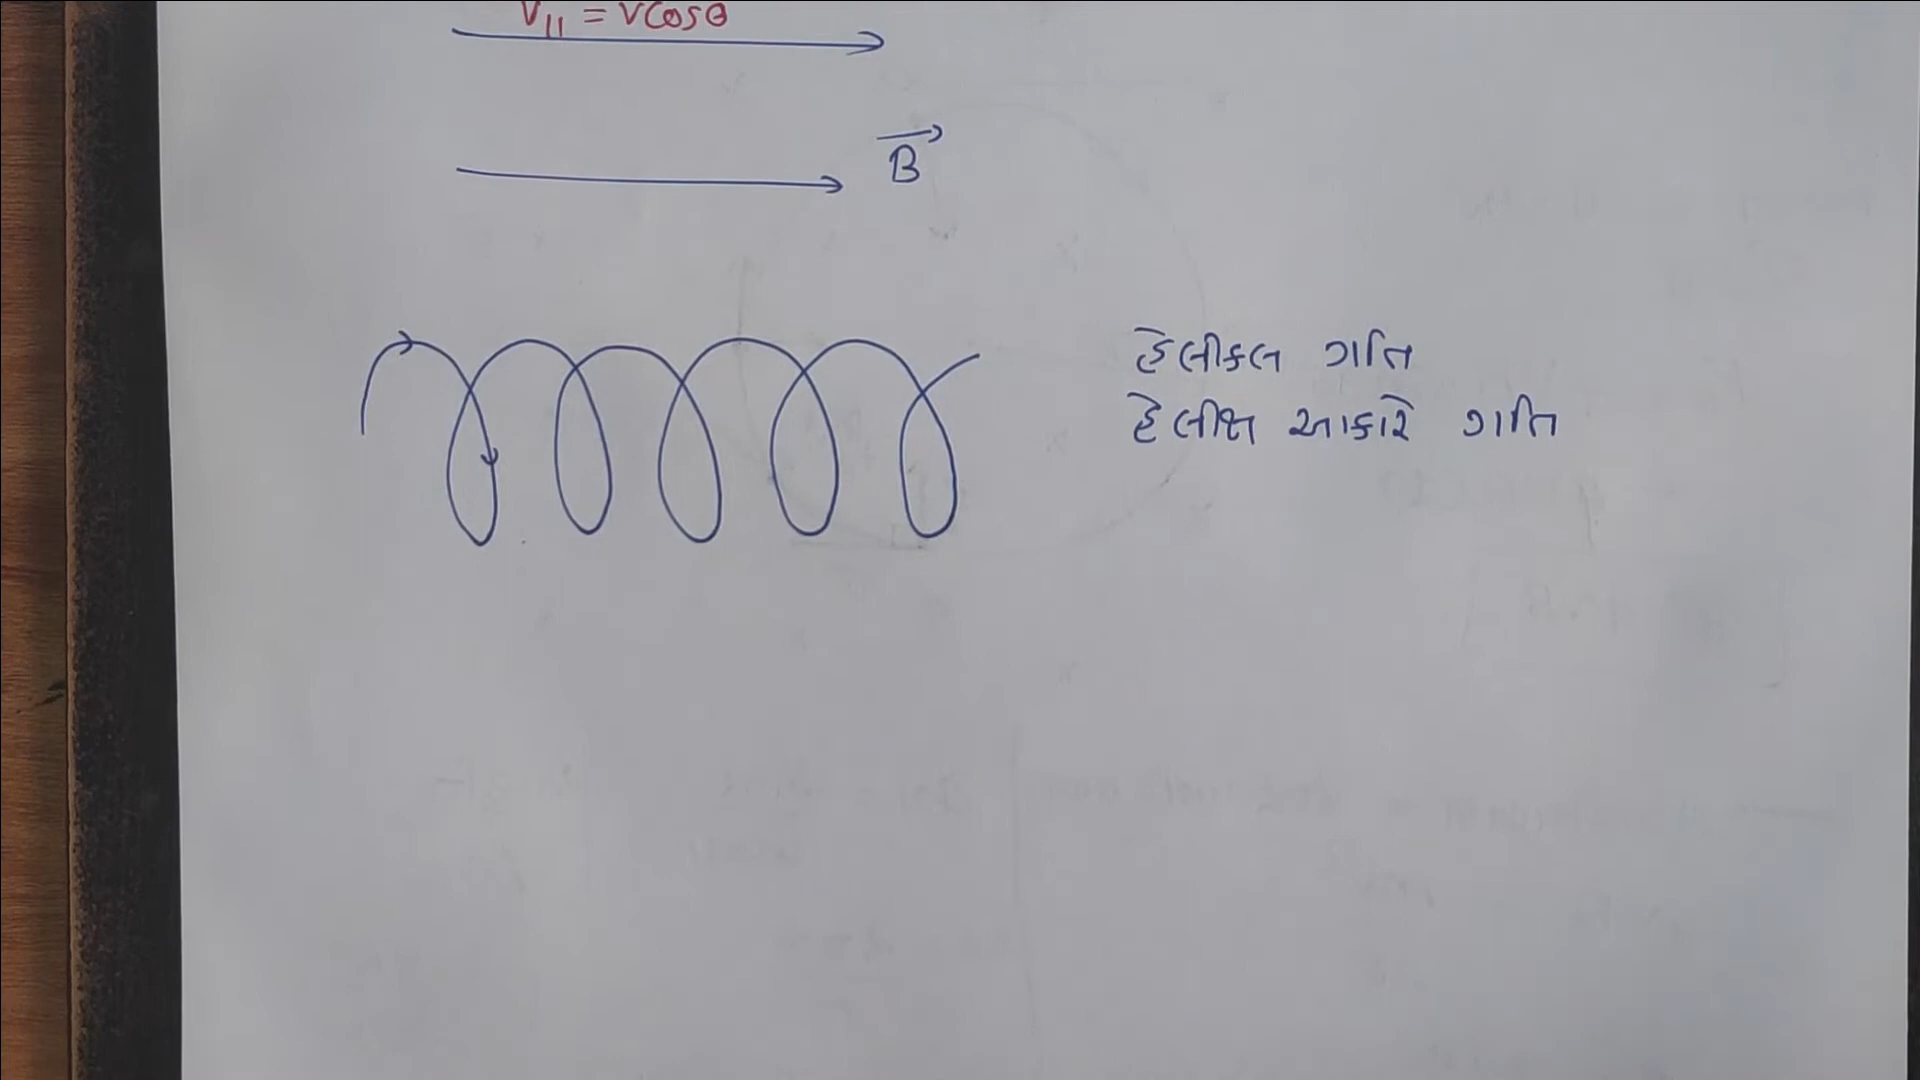 V|| = VCosθ
B
હેલીકલ ગતિ
હેલીક્ષ આકારે ગતિ